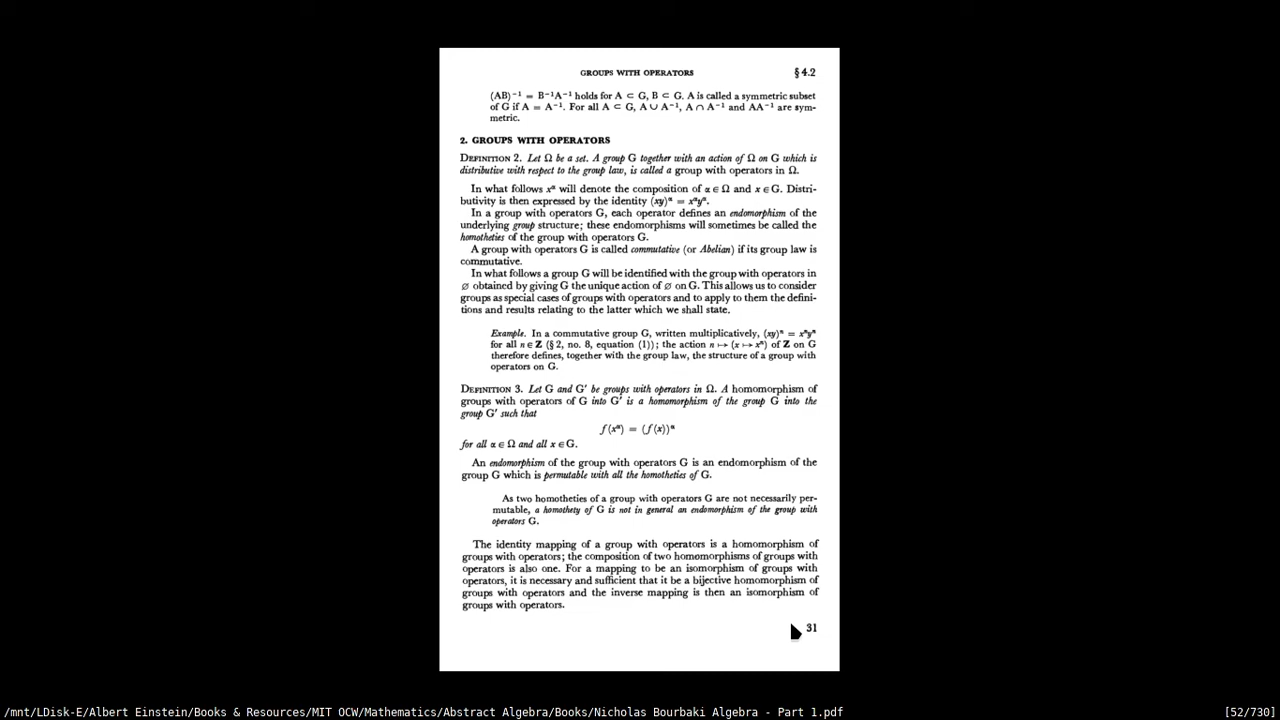 GROUPS WITH OPERATORS § 4.2
(AB)⁻¹ = B⁻¹A⁻¹ holds for A ⊂ G, B ⊂ G. A is called a symmetric subset
of G if A = A⁻¹. For all A ⊂ G, A ∪ A⁻¹, A ∩ A⁻¹ and AA⁻¹ are sym-
metric.
2. GROUPS WITH OPERATORS
DEFINITION 2. Let Ω be a set. A group G together with an action of Ω on G which is
distributive with respect to the group law, is called a group with operators in Ω.
In what follows xᵅ will denote the composition of α ∈ Ω and x ∈ G. Distri-
butivity is then expressed by the identity (xy)ᵅ = xᵅyᵅ.
In a group with operators G, each operator defines an endomorphism of the
underlying group structure; these endomorphisms will sometimes be called the
homotheties of the group with operators G.
A group with operators G is called commutative (or Abelian) if its group law is
commutative.
In what follows a group G will be identified with the group with operators in
∅ obtained by giving G the unique action of ∅ on G. This allows us to consider
groups as special cases of groups with operators and to apply to them the defini-
tions and results relating to the latter which we shall state.
Example. In a commutative group G, written multiplicatively, (xy)ⁿ = xⁿyⁿ
for all n ∈ Z (§ 2, no. 8, equation (1)); the action n ↦ (x ↦ xⁿ) of Z on G
therefore defines, together with the group law, the structure of a group with
operators on G.
DEFINITION 3. Let G and G′ be groups with operators in Ω. A homomorphism of
groups with operators of G into G′ is a homomorphism of the group G into the
group G′ such that
f(xᵅ) = (f(x))ᵅ
for all α ∈ Ω and all x ∈ G.
An endomorphism of the group with operators G is an endomorphism of the
group G which is permutable with all the homotheties of G.
As two homotheties of a group with operators G are not necessarily per-
mutable, a homothety of G is not in general an endomorphism of the group with
operators G.
The identity mapping of a group with operators is a homomorphism of
groups with operators; the composition of two homomorphisms of groups with
operators is also one. For a mapping to be an isomorphism of groups with
operators, it is necessary and sufficient that it be a bijective homomorphism of
groups with operators and the inverse mapping is then an isomorphism of
groups with operators.
31
/mnt/LDisk-E/Albert Einstein/Books & Resources/MIT OCW/Mathematics/Abstract Algebra/Books/Nicholas Bourbaki Algebra - Part 1.pdf [52/730]